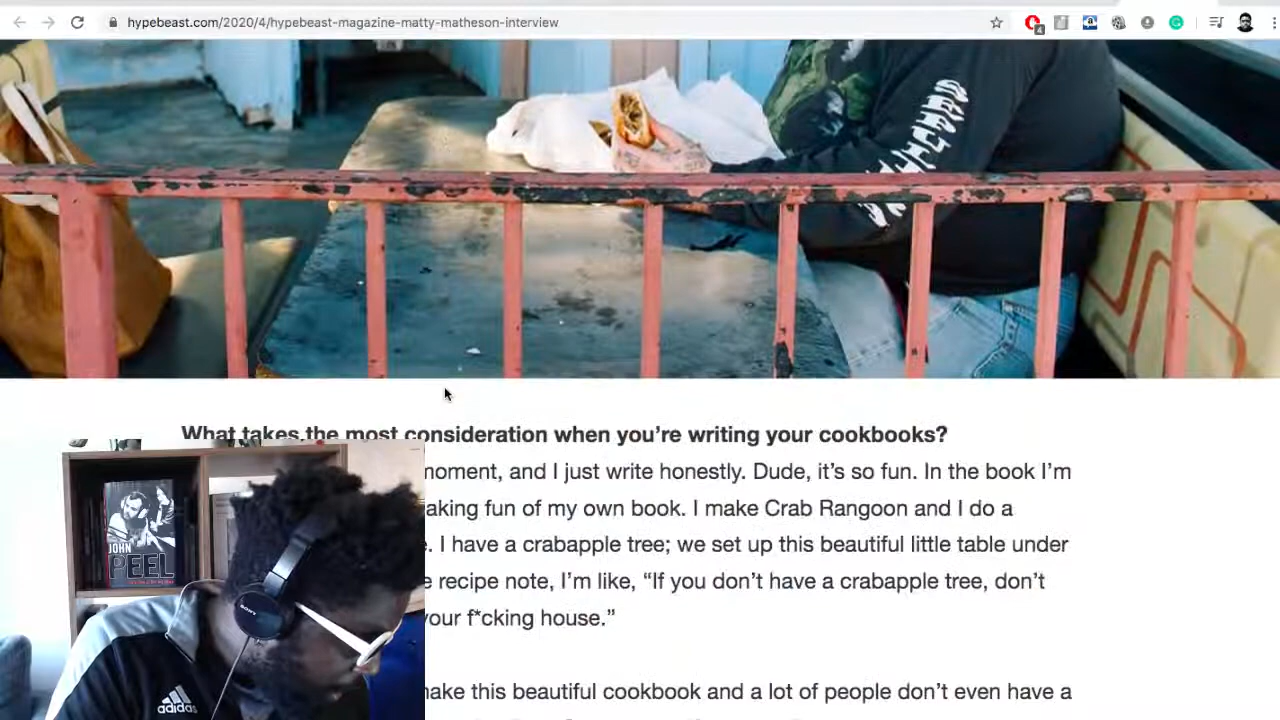 hypebeast.com/2020/4/hypebeast-magazine-matty-matheson-interview
4
What takes the most consideration when you’re writing your cookbooks?
moment, and I just write honestly. Dude, it’s so fun. In the book I’m
aking fun of my own book. I make Crab Rangoon and I do a
e. I have a crabapple tree; we set up this beautiful little table under
e recipe note, I’m like, “If you don’t have a crabapple tree, don’t
your f*cking house.”
make this beautiful cookbook and a lot of people don’t even have a
JOHN
PEEL
SONY
adidas